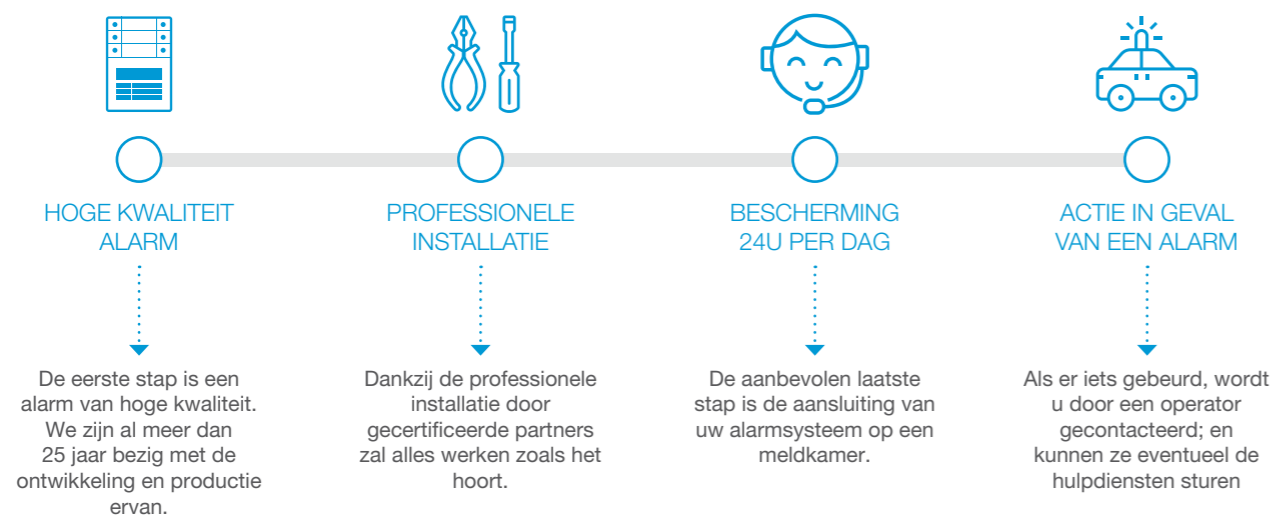 HOGE KWALITEIT
ALARM
De eerste stap is een
alarm van hoge kwaliteit.
We zijn al meer dan
25 jaar bezig met de
ontwikkeling en productie
ervan.
PROFESSIONELE
INSTALLATIE
Dankzij de professionele
installatie door
gecertificeerde partners
zal alles werken zoals het
hoort.
BESCHERMING
24U PER DAG
De aanbevolen laatste
stap is de aansluiting van
uw alarmsysteem op een
meldkamer.
ACTIE IN GEVAL
VAN EEN ALARM
Als er iets gebeurd, wordt
u door een operator
gecontacteerd; en
kunnen ze eventueel de
hulpdiensten sturen